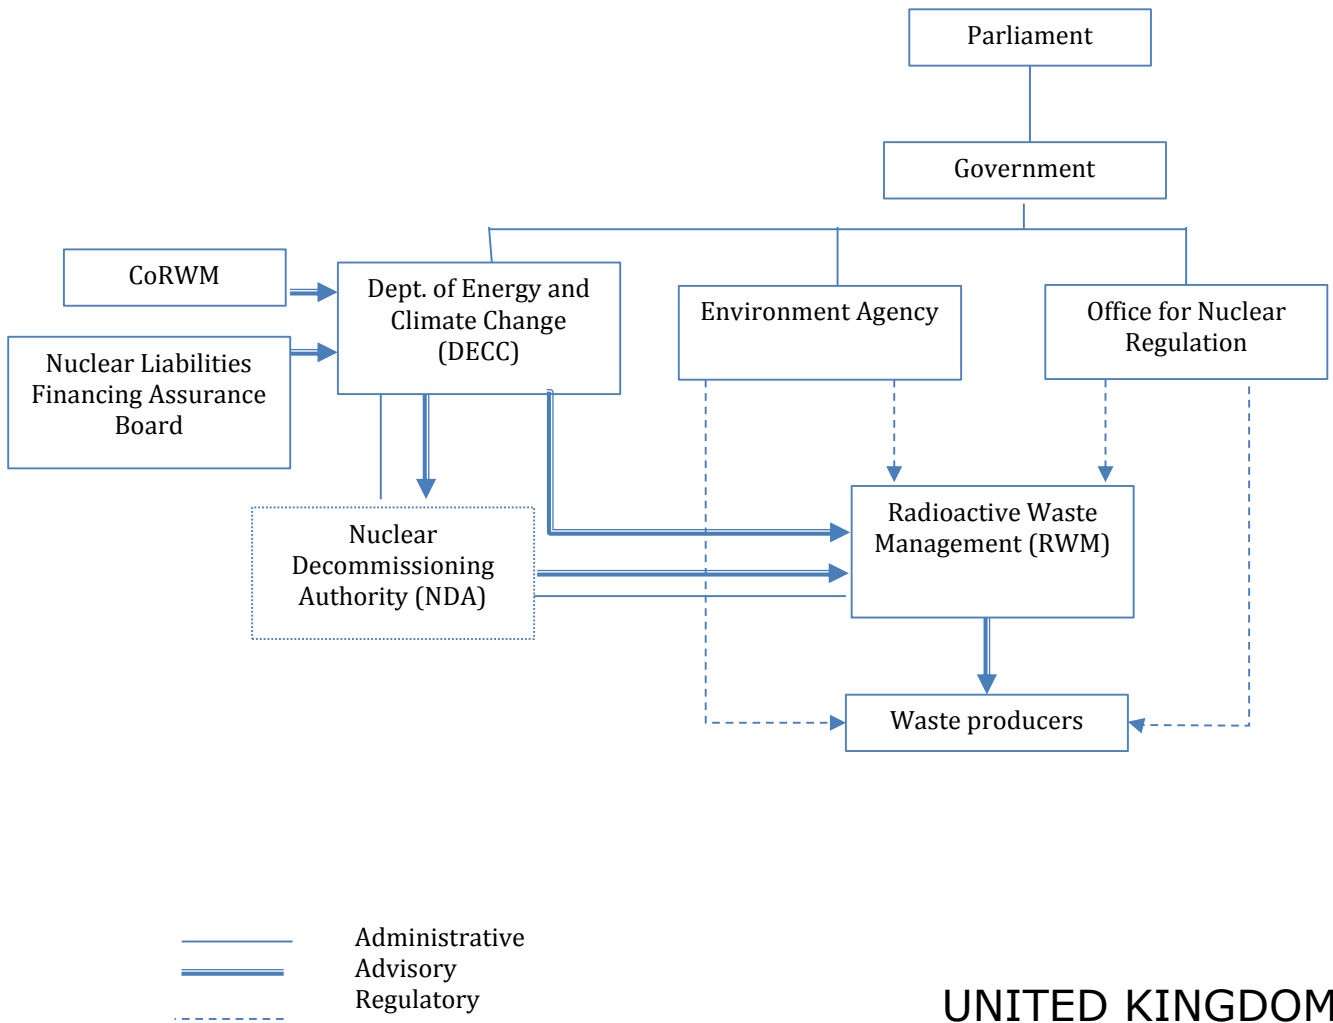 Parliament
Government
CoRWM
Dept. of Energy and
Climate Change
(DECC)
Environment Agency
Office for Nuclear
Regulation
Nuclear Liabilities
Financing Assurance
Board
Nuclear
Decommissioning
Authority (NDA)
Radioactive Waste
Management (RWM)
Waste producers
Administrative
Advisory
Regulatory
UNITED KINGDOM